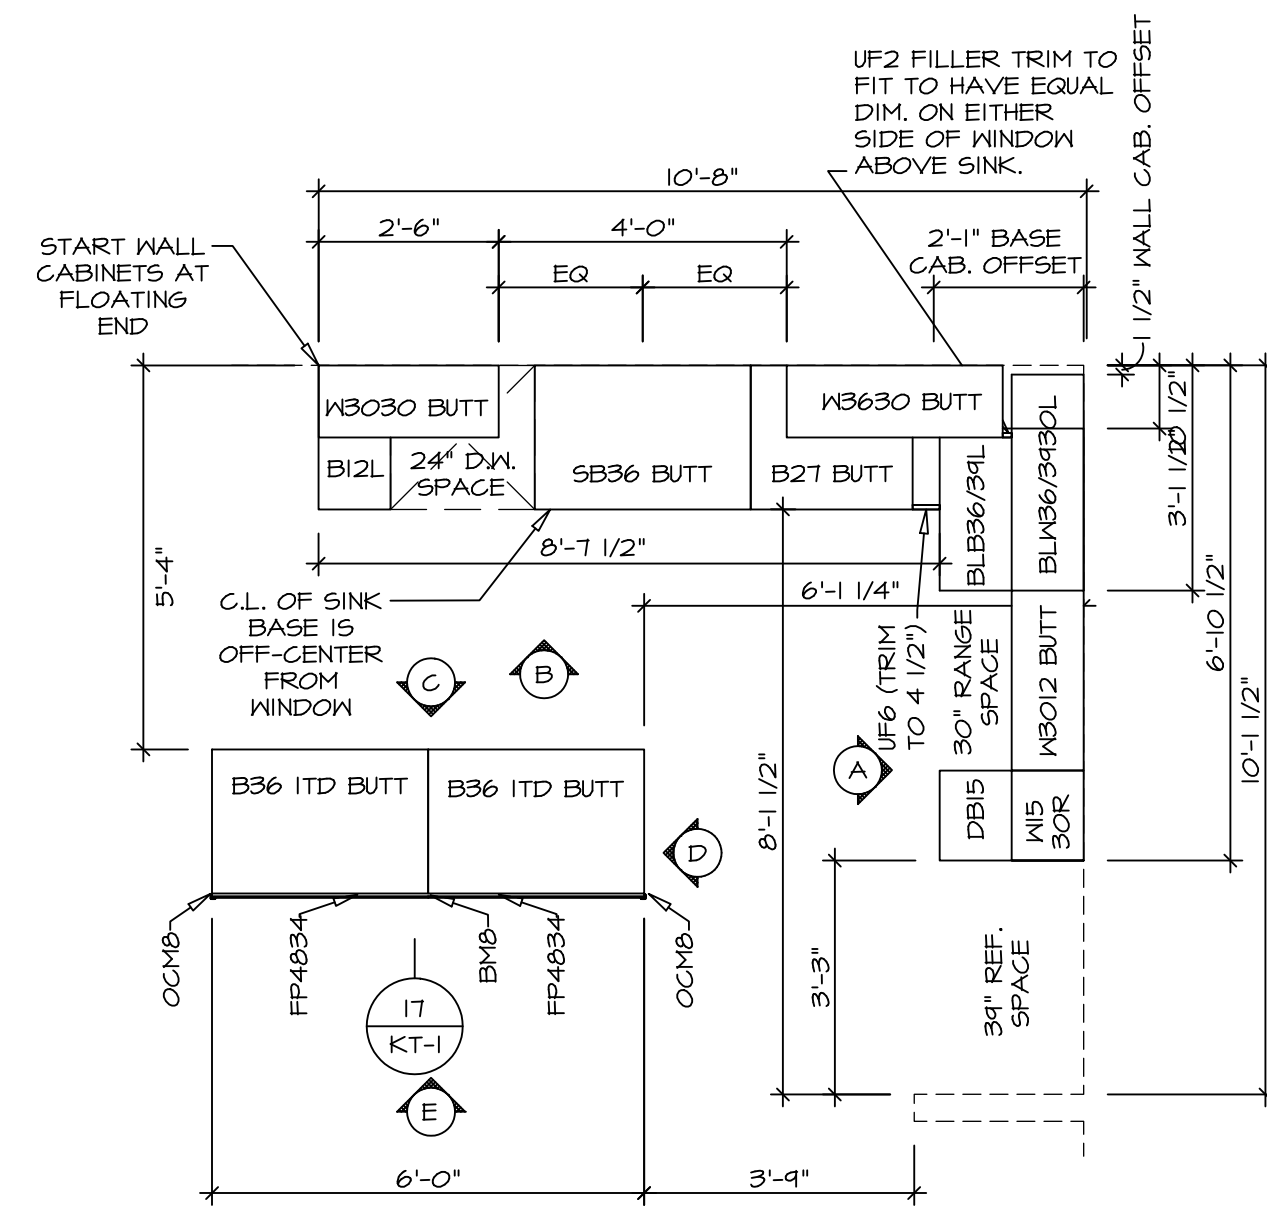 UF2 FILLER TRIM TO
FIT TO HAVE EQUAL
DIM. ON EITHER
SIDE OF WINDOW
ABOVE SINK.
1 1/2" WALL CAB. OFFSET
10'-8"
2'-6"
4'-0"
2'-1" BASE
CAB. OFFSET
EQ
EQ
START WALL
CABINETS AT
FLOATING
END
W3030 BUTT
W3630 BUTT
B12L
24" D.W.
SPACE
SB36 BUTT
B27 BUTT
BLB36/39L
BLW36/3930L
10 1/2"
3'-1 1/2"
8'-7 1/2"
6'-1 1/4"
5'-4"
C.L. OF SINK
BASE IS
OFF-CENTER
FROM
WINDOW
C
B
A
UF6 (TRIM
TO 4 1/2")
30" RANGE
SPACE
W3012 BUTT
6'-10 1/2"
10'-1 1/2"
B36 1TD BUTT
B36 1TD BUTT
8'-1 1/2"
DB15
W15
30R
D
OCM8
FP4834
BM8
FP4834
OCM8
3'-3"
39" REF.
SPACE
17
KT-1
E
6'-0"
3'-9"